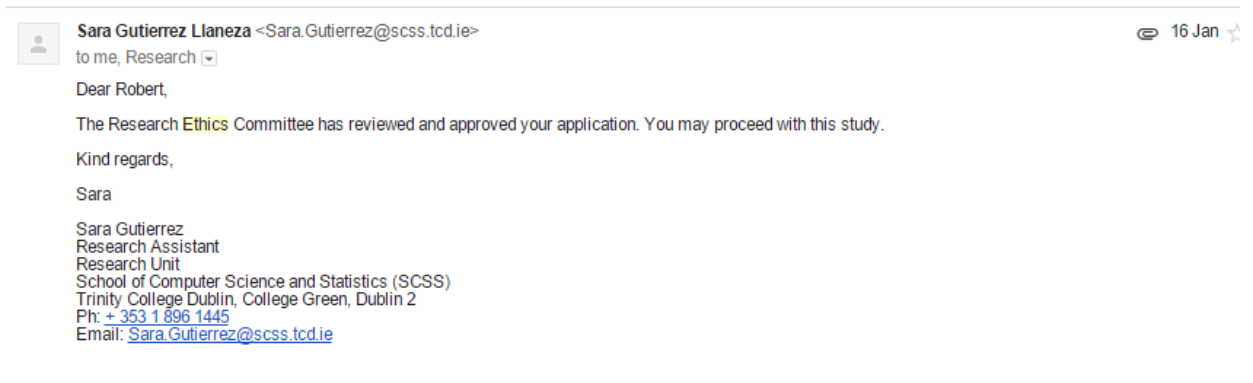 Sara Gutierrez Llaneza <Sara.Gutierrez@scss.tcd.ie>
16 Jan
to me, Research
Dear Robert,
The Research Ethics Committee has reviewed and approved your application. You may proceed with this study.
Kind regards,
Sara
Sara Gutierrez
Research Assistant
Research Unit
School of Computer Science and Statistics (SCSS)
Trinity College Dublin, College Green, Dublin 2
Ph: + 353 1 896 1445
Email: Sara.Gutierrez@scss.tcd.ie